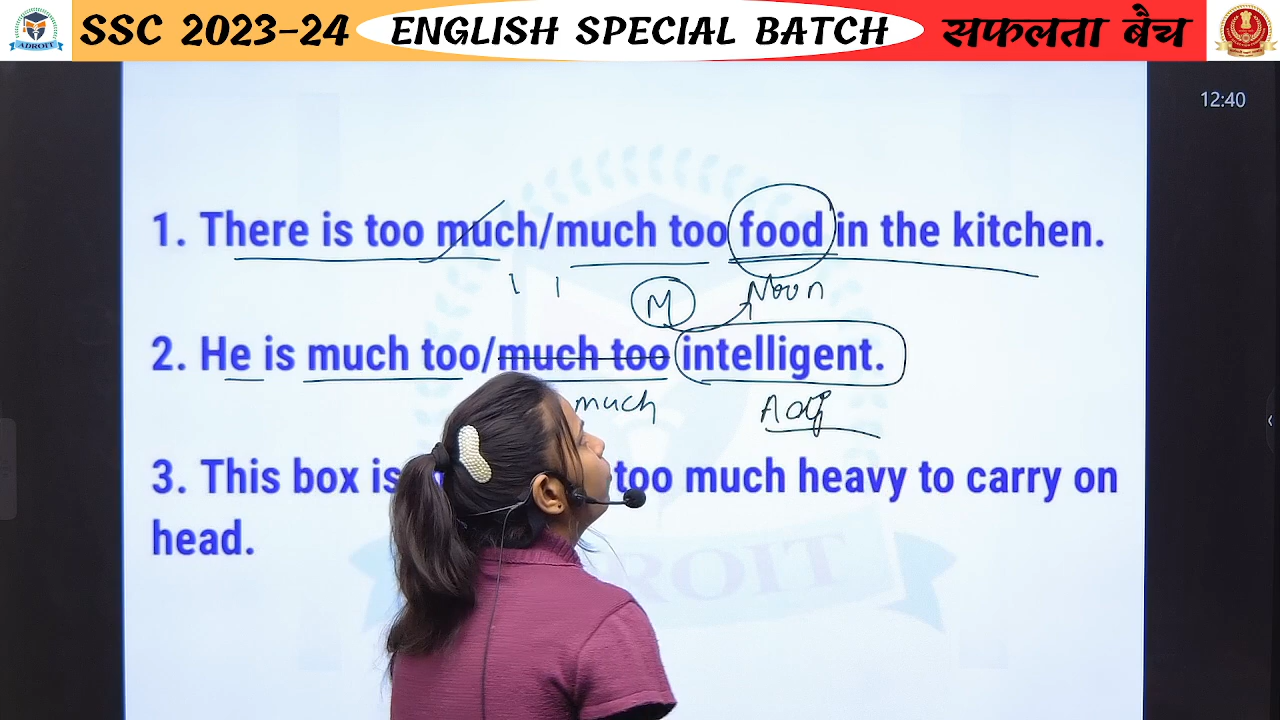 SSC 2023-24 ENGLISH SPECIAL BATCH सफलता बैच
ADROIT
12:40
1. There is too much/much too food in the kitchen.
M Noun
2. He is much too/much too intelligent.
much Adj
3. This box is too much heavy to carry on
head.
ADROIT